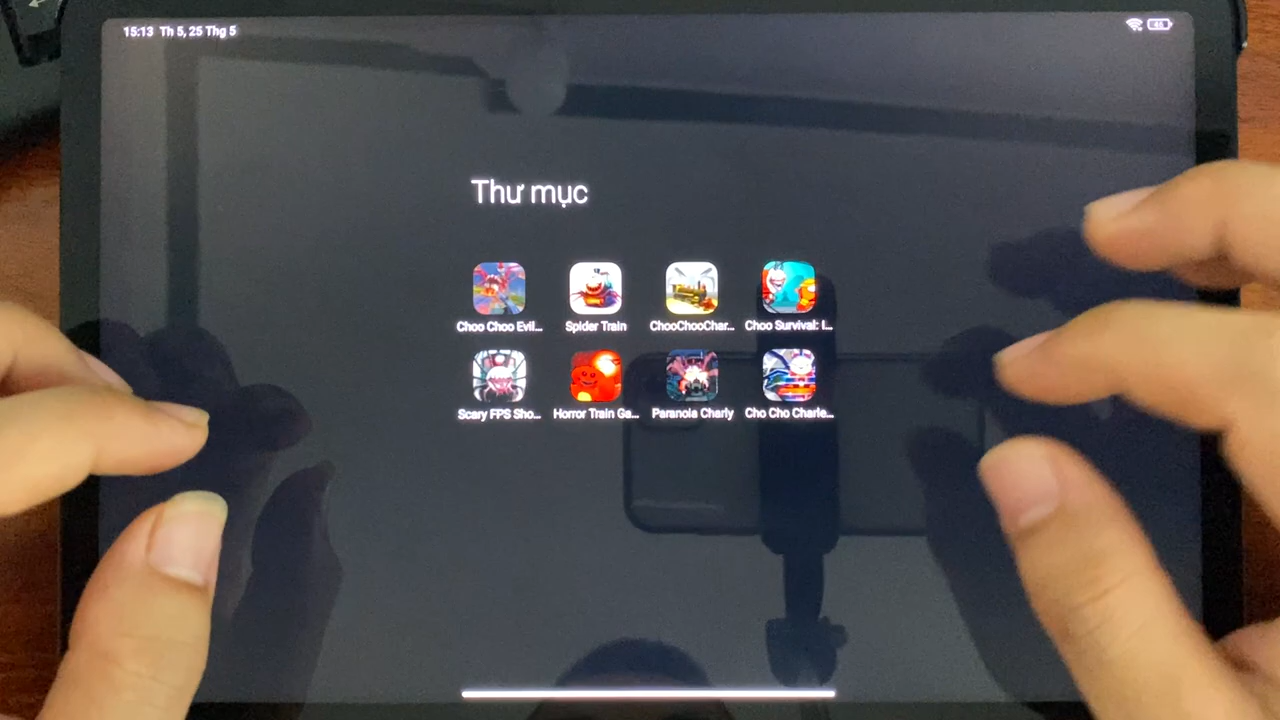 15:13 Th 5, 25 Thg 5
Thư mục
Choo Choo Evil...
Spider Train
ChooChooChar...
Choo Survival: I...
Scary FPS Sho...
Horror Train Ga...
Paranoia Charly
Cho Cho Charle...